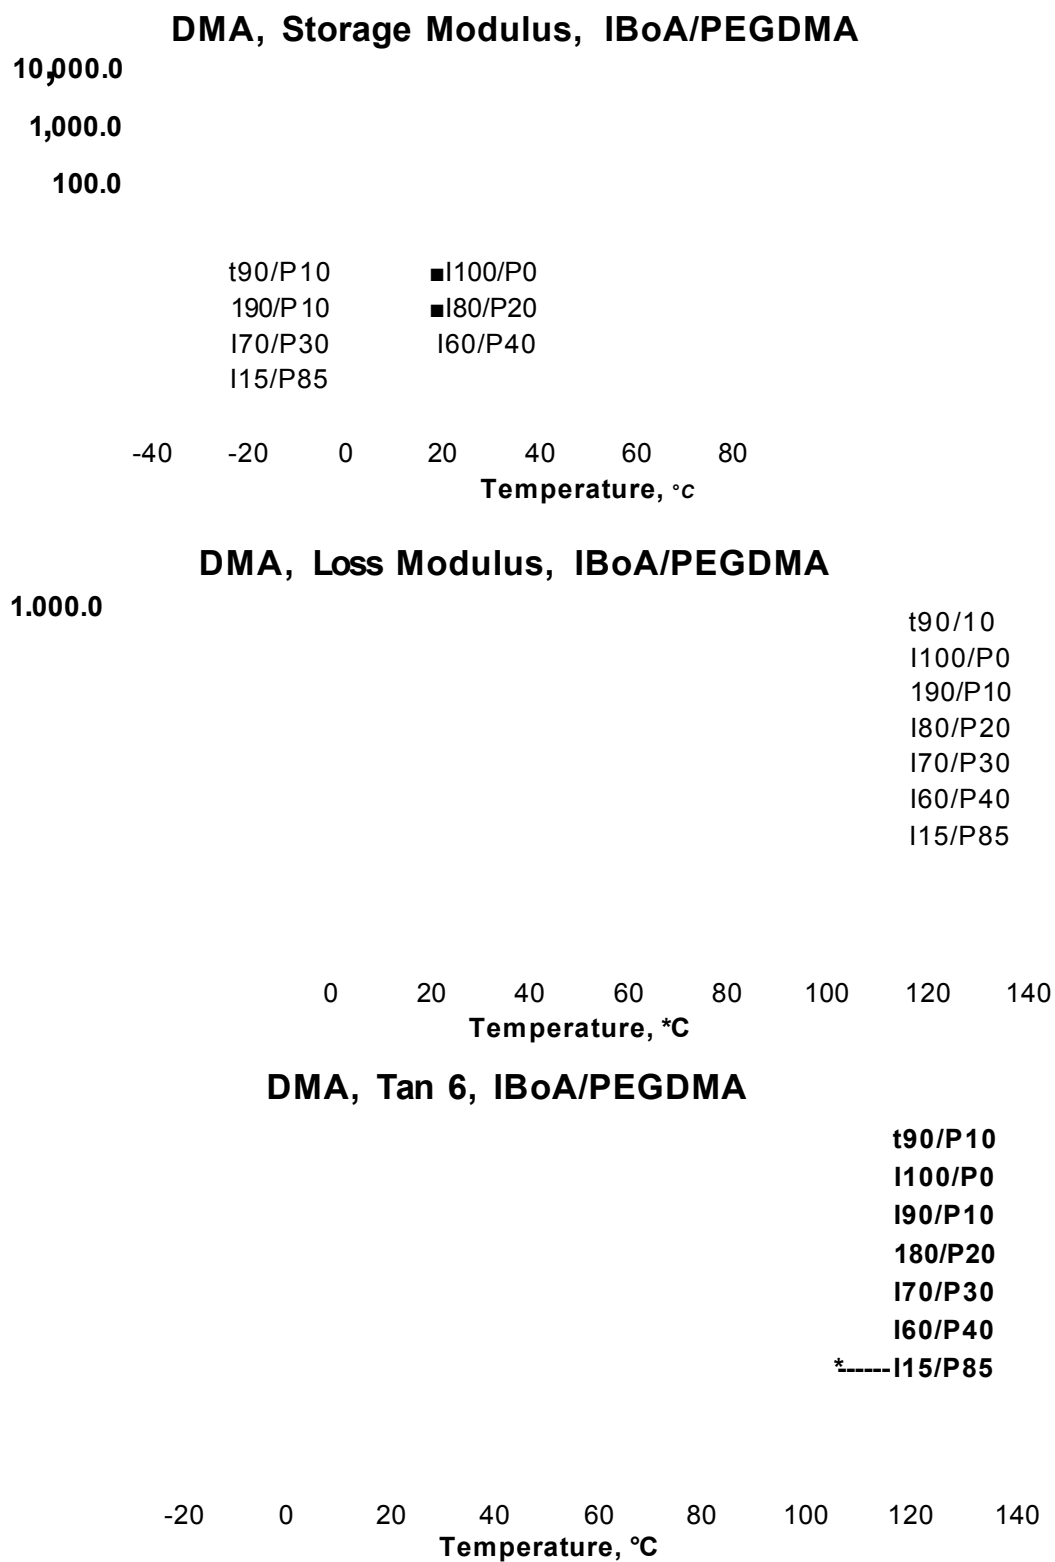 DMA, Storage Modulus, IBoA/PEGDMA
10,000.0
1,000.0
100.0
t90/P10 ■I100/P0
190/P10 ■I80/P20
I70/P30 I60/P40
I15/P85
-40 -20 0 20 40 60 80
Temperature, °c
DMA, Loss Modulus, IBoA/PEGDMA
1.000.0
t90/10
I100/P0
190/P10
I80/P20
I70/P30
I60/P40
I15/P85
0 20 40 60 80 100 120 140
Temperature, *C
DMA, Tan 6, IBoA/PEGDMA
t90/P10
I100/P0
I90/P10
180/P20
I70/P30
I60/P40
*------I15/P85
-20 0 20 40 60 80 100 120 140
Temperature, °C